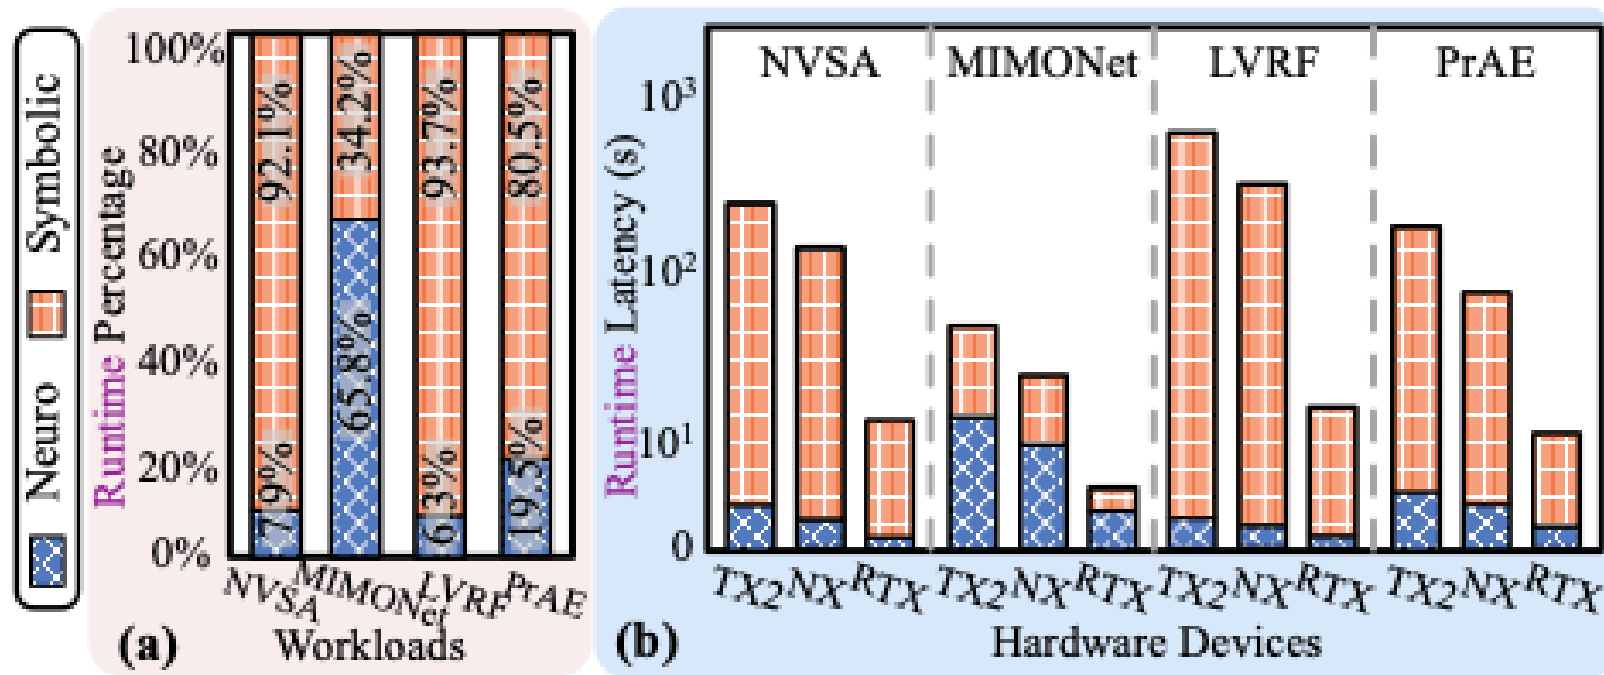 Neuro Symbolic
Runtime Percentage
100%
80%
60%
40%
20%
0%
92.1%
34.2%
93.7%
80.5%
7.9%
65.8%
6.3%
19.5%
NVSA
MIMONet
LVRF
PrAE
(a) Workloads
Runtime Latency (s)
10³
10²
10¹
0
NVSA MIMONet LVRF PrAE
TX2 NX RTX TX2 NX RTX TX2 NX RTX TX2 NX RTX
(b) Hardware Devices